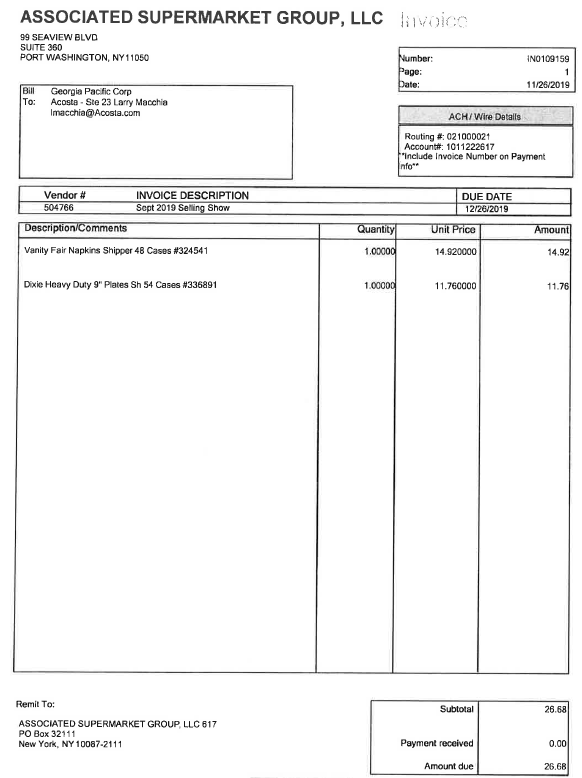 ASSOCIATED SUPERMARKET GROUP, LLC Invoice
99 SEAVIEW BLVD
SUITE 360
PORT WASHINGTON, NY11050
Number: IN0109159
Page: 1
Date: 11/26/2019
Bill To:
Georgia Pacific Corp
Acosta - Ste 23 Larry Macchia
lmacchia@Acosta.com
ACH / Wire Details
Routing #: 021000021
Account#: 1011222617
**Include Invoice Number on Payment
nfo**
Vendor # INVOICE DESCRIPTION DUE DATE
504766 Sept 2019 Selling Show 12/26/2019
Description/Comments Quantity Unit Price Amount
Vanity Fair Napkins Shipper 48 Cases #324541 1.00000 14.920000 14.92
Dixie Heavy Duty 9" Plates Sh 54 Cases #336891 1.00000 11.760000 11.76
Remit To:
ASSOCIATED SUPERMARKET GROUP, LLC 617
PO Box 32111
New York, NY10087-2111
Subtotal 26.68
Payment received 0.00
Amount due 26.68